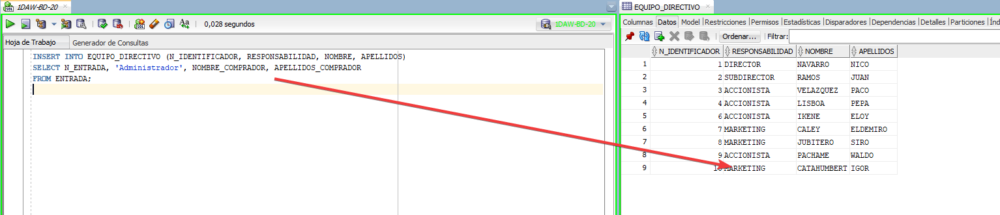 1DAW-BD-20
0,028 segundos
1DAW-BD-20
Hoja de Trabajo Generador de Consultas
INSERT INTO EQUIPO_DIRECTIVO (N_IDENTIFICADOR, RESPONSABILIDAD, NOMBRE, APELLIDOS)
SELECT N_ENTRADA, 'Administrador', NOMBRE_COMPRADOR, APELLIDOS_COMPRADOR
FROM ENTRADA;
EQUIPO_DIRECTIVO
Columnas Datos Model Restricciones Permisos Estadísticas Disparadores Dependencias Detalles Particiones Índ
Ordenar... Filtrar:
N_IDENTIFICADOR RESPONSABILIDAD NOMBRE APELLIDOS
1 1 DIRECTOR NAVARRO NICO
2 2 SUBDIRECTOR RAMOS JUAN
3 3 ACCIONISTA VELAZQUEZ PACO
4 4 ACCIONISTA LISBOA PEPA
5 6 ACCIONISTA IKENE ELOY
6 7 MARKETING CALEY ELDEMIRO
7 8 MARKETING JUBITERO SIRO
8 9 ACCIONISTA PACHAME WALDO
9 MARKETING CATAHUMBERT IGOR